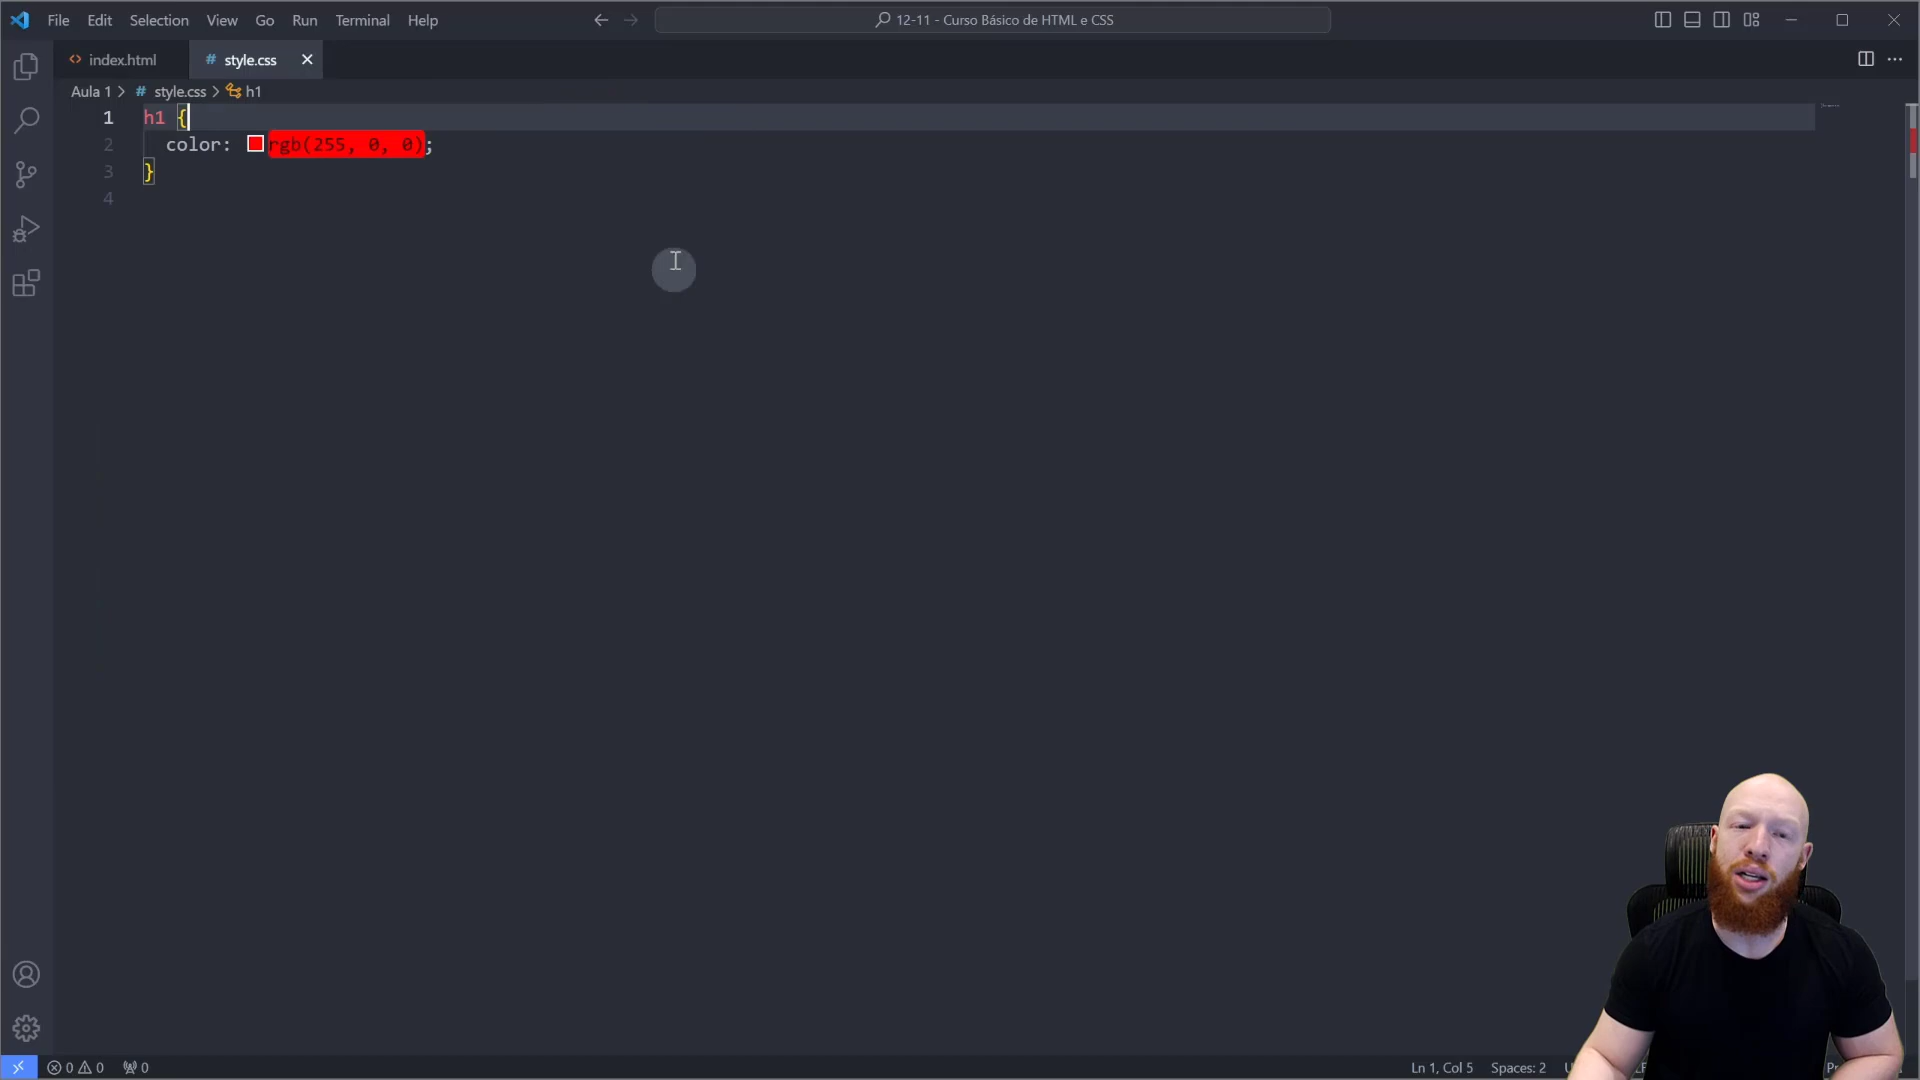 File Edit Selection View Go Run Terminal Help
12-11 - Curso Básico de HTML e CSS
index.html
style.css
Aula 1 > # style.css > h1
1 h1 {
2 color: rgb(255, 0, 0);
3 }
4
0 0 0
Ln 1, Col 5 Spaces: 2